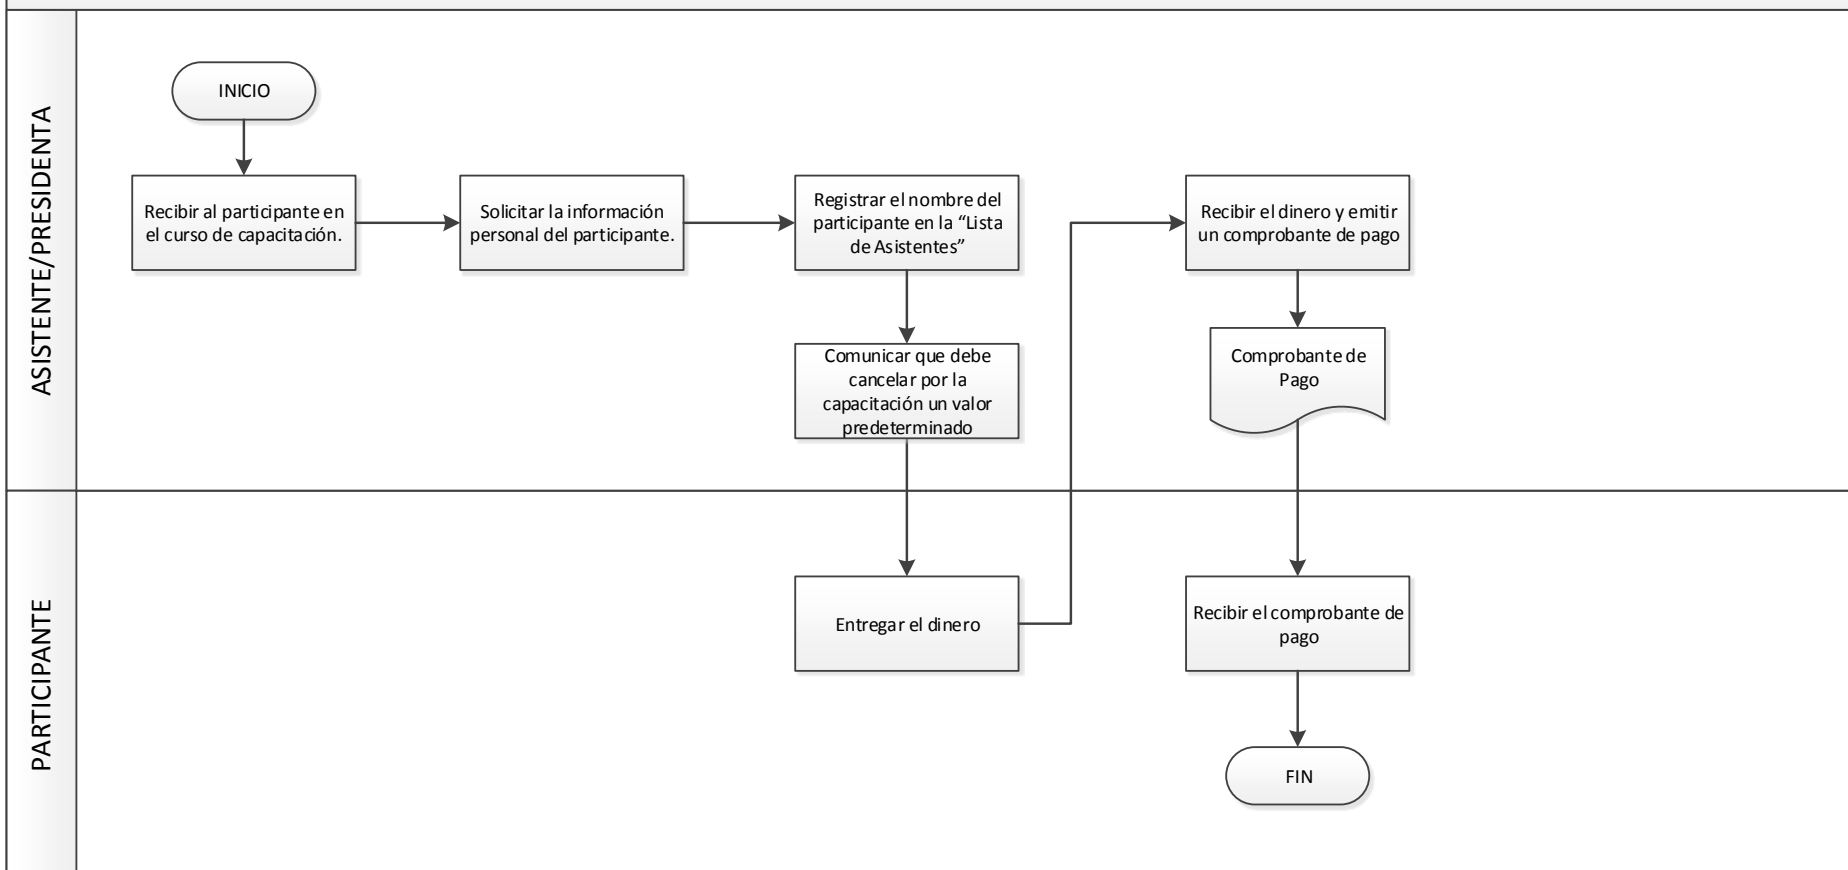 ASISTENTE/PRESIDENTA
INICIO
Recibir al participante en
el curso de capacitación.
Solicitar la información
personal del participante.
Registrar el nombre del
participante en la “Lista
de Asistentes”
Comunicar que debe
cancelar por la
capacitación un valor
predeterminado
Recibir el dinero y emitir
un comprobante de pago
Comprobante de
Pago
PARTICIPANTE
Entregar el dinero
Recibir el comprobante de
pago
FIN